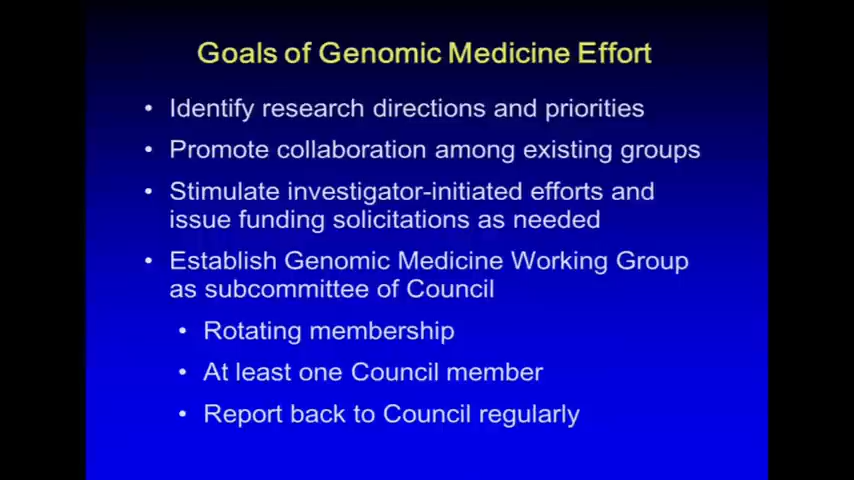 Goals of Genomic Medicine Effort
• Identify research directions and priorities
• Promote collaboration among existing groups
• Stimulate investigator-initiated efforts and
issue funding solicitations as needed
• Establish Genomic Medicine Working Group
as subcommittee of Council
• Rotating membership
• At least one Council member
• Report back to Council regularly